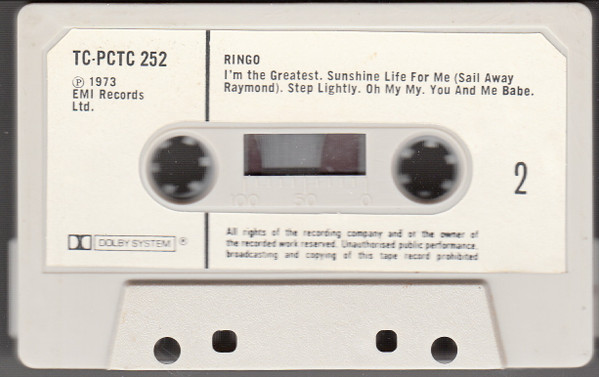 TC-PCTC 252
℗ 1973
EMI Records
Ltd.
RINGO
I'm the Greatest. Sunshine Life For Me (Sail Away
Raymond). Step Lightly. Oh My My. You And Me Babe.
2
100 50 0
DOLBY SYSTEM ®
All rights of the recording company and or the owner of
the recorded work reserved. Unauthorised public performance,
broadcasting and copying of this tape record prohibited